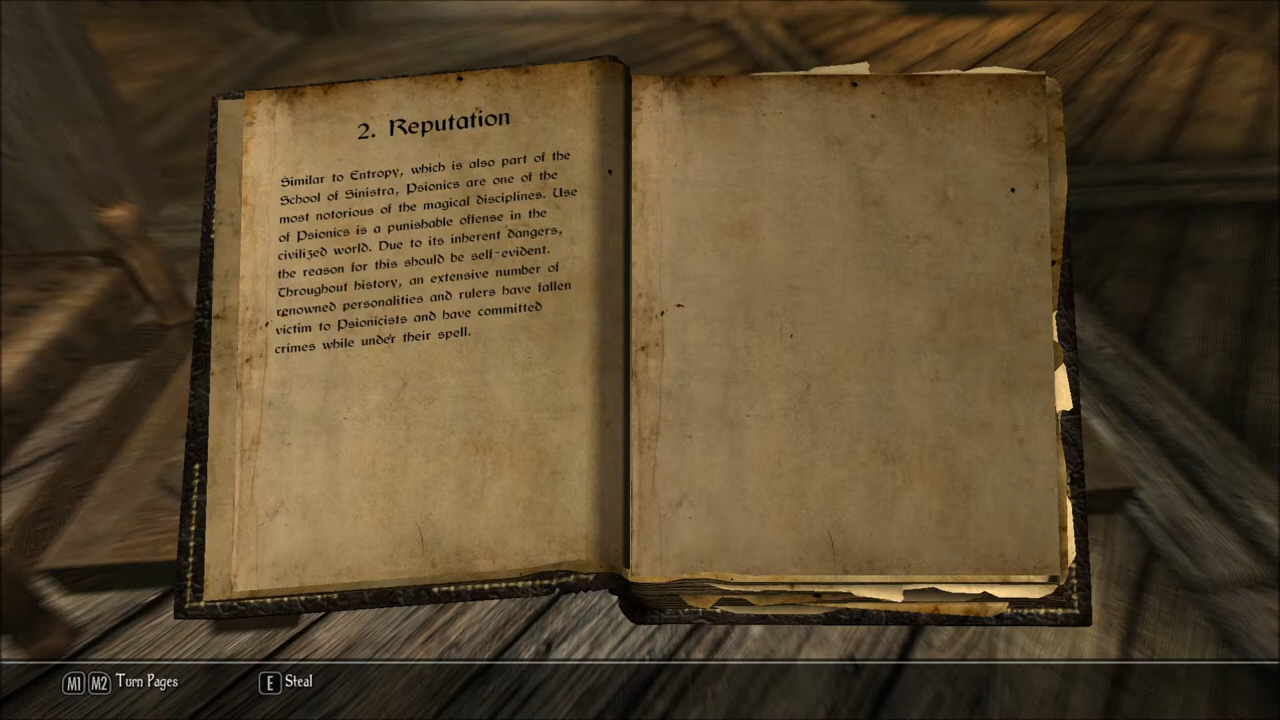 2. Reputation
Similar to Entropy, which is also part of the
School of Sinistra, Psionics are one of the
most notorious of the magical disciplines. Use
of Psionics is a punishable offense in the
civilized world. Due to its inherent dangers,
the reason for this should be self-evident.
Throughout history, an extensive number of
renowned personalities and rulers have fallen
victim to Psionicists and have committed
crimes while under their spell.
M1 M2 Turn Pages
E Steal